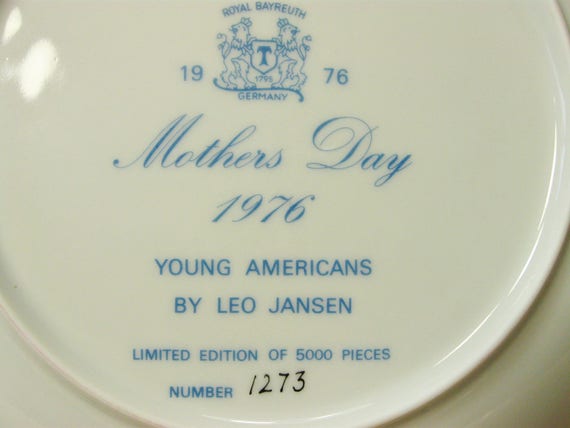 ROYAL BAYREUTH
T
1795
19 76
GERMANY
Mothers Day
1976
YOUNG AMERICANS
BY LEO JANSEN
LIMITED EDITION OF 5000 PIECES
NUMBER 1273